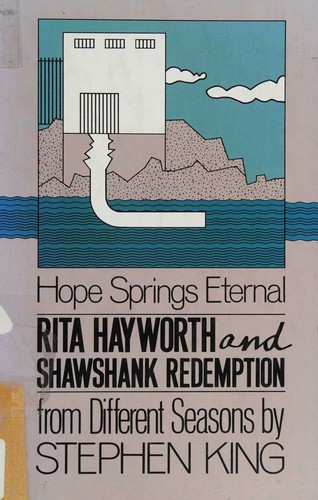 Hope Springs Eternal
RITA HAYWORTH and
SHAWSHANK REDEMPTION
from Different Seasons by
STEPHEN KING